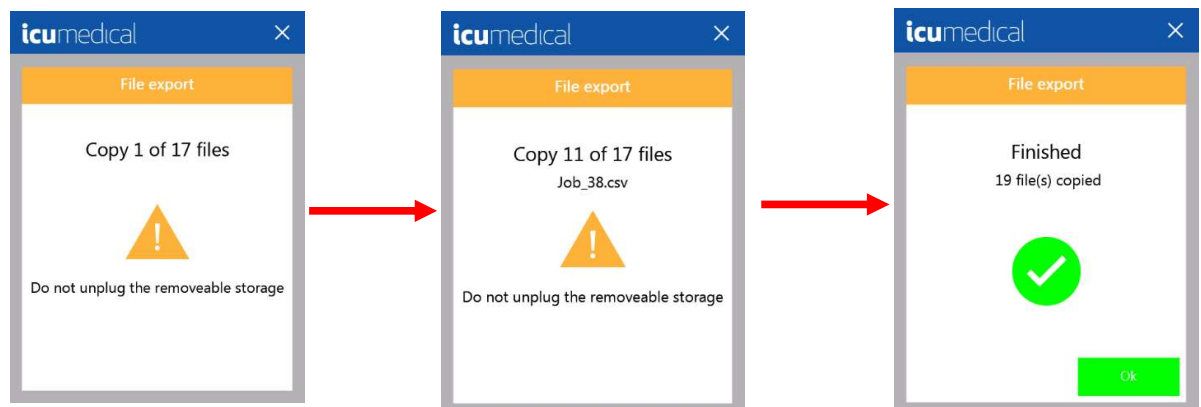 icumedical
File export
Copy 1 of 17 files
!
Do not unplug the removeable storage
icumedical
File export
Copy 11 of 17 files
Job_38.csv
!
Do not unplug the removeable storage
icumedical
File export
Finished
19 file(s) copied
Ok